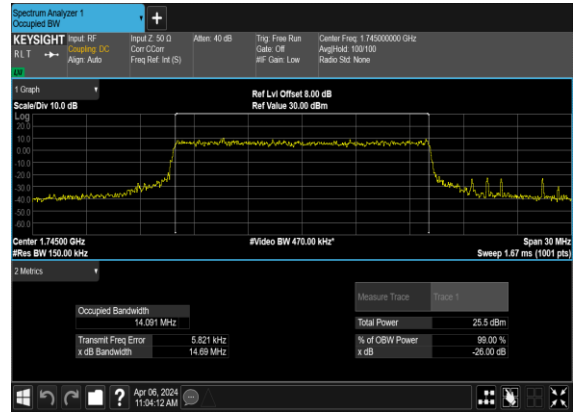 Spectrum Analyzer 1
Occupied BW
+
KEYSIGHT Input: RF Input Z: 50 Ω Atten: 40 dB Trig: Free Run Center Freq: 1.745000000 GHz
RLT Coupling: DC Corr CCorr Gate: Off Avg|Hold: 100/100
Align: Auto Freq Ref: Int (S) #IF Gain: Low Radio Std: None
1 Graph
Ref Lvl Offset 8.00 dB
Scale/Div 10.0 dB Ref Value 30.00 dBm
Log
20.0
10.0
0.00
-10.0
-20.0
-30.0
-40.0
-50.0
-60.0
Center 1.74500 GHz #Video BW 470.00 kHz* Span 30 MHz
#Res BW 150.00 kHz Sweep 1.67 ms (1001 pts)
2 Metrics
Measure Trace Trace 1
Occupied Bandwidth
14.091 MHz Total Power 25.5 dBm
Transmit Freq Error 5.821 kHz % of OBW Power 99.00 %
x dB Bandwidth 14.69 MHz x dB -26.00 dB
? Apr 06, 2024
11:04:12 AM